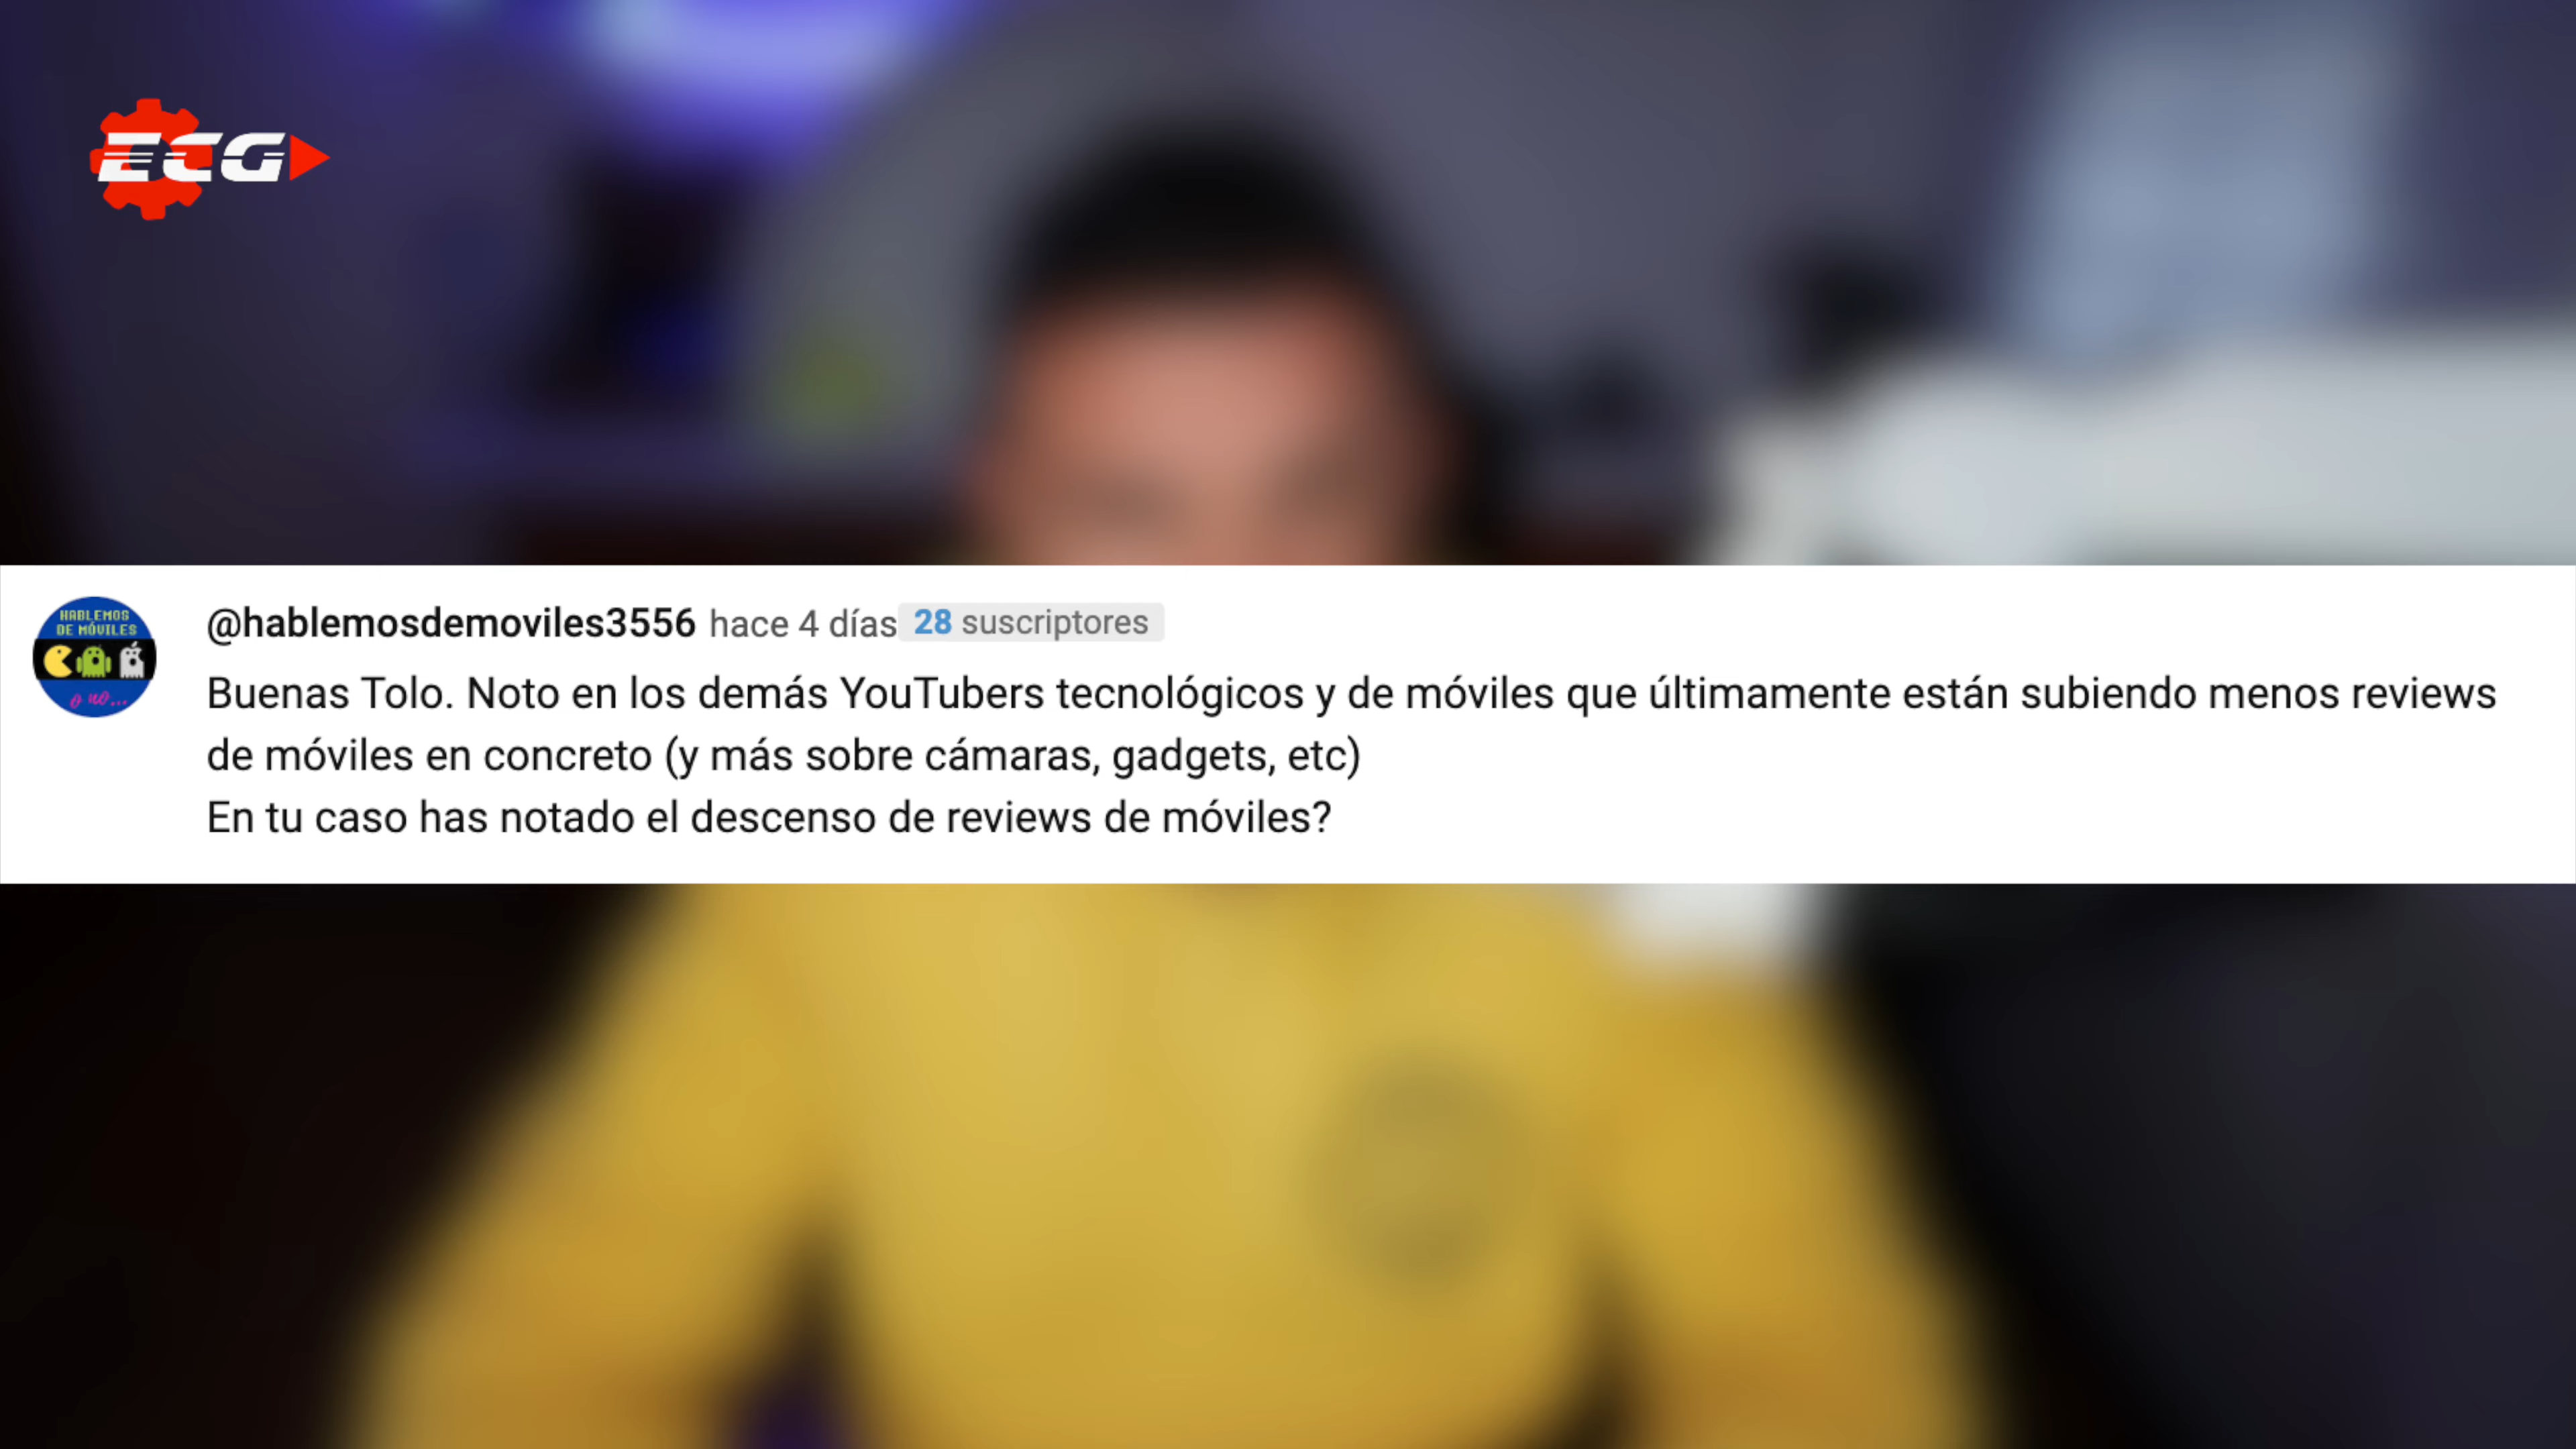 ECG
HABLEMOS
DE MÓVILES
o no...
@hablemosdemoviles3556 hace 4 días 28 suscriptores
Buenas Tolo. Noto en los demás YouTubers tecnológicos y de móviles que últimamente están subiendo menos reviews
de móviles en concreto (y más sobre cámaras, gadgets, etc)
En tu caso has notado el descenso de reviews de móviles?